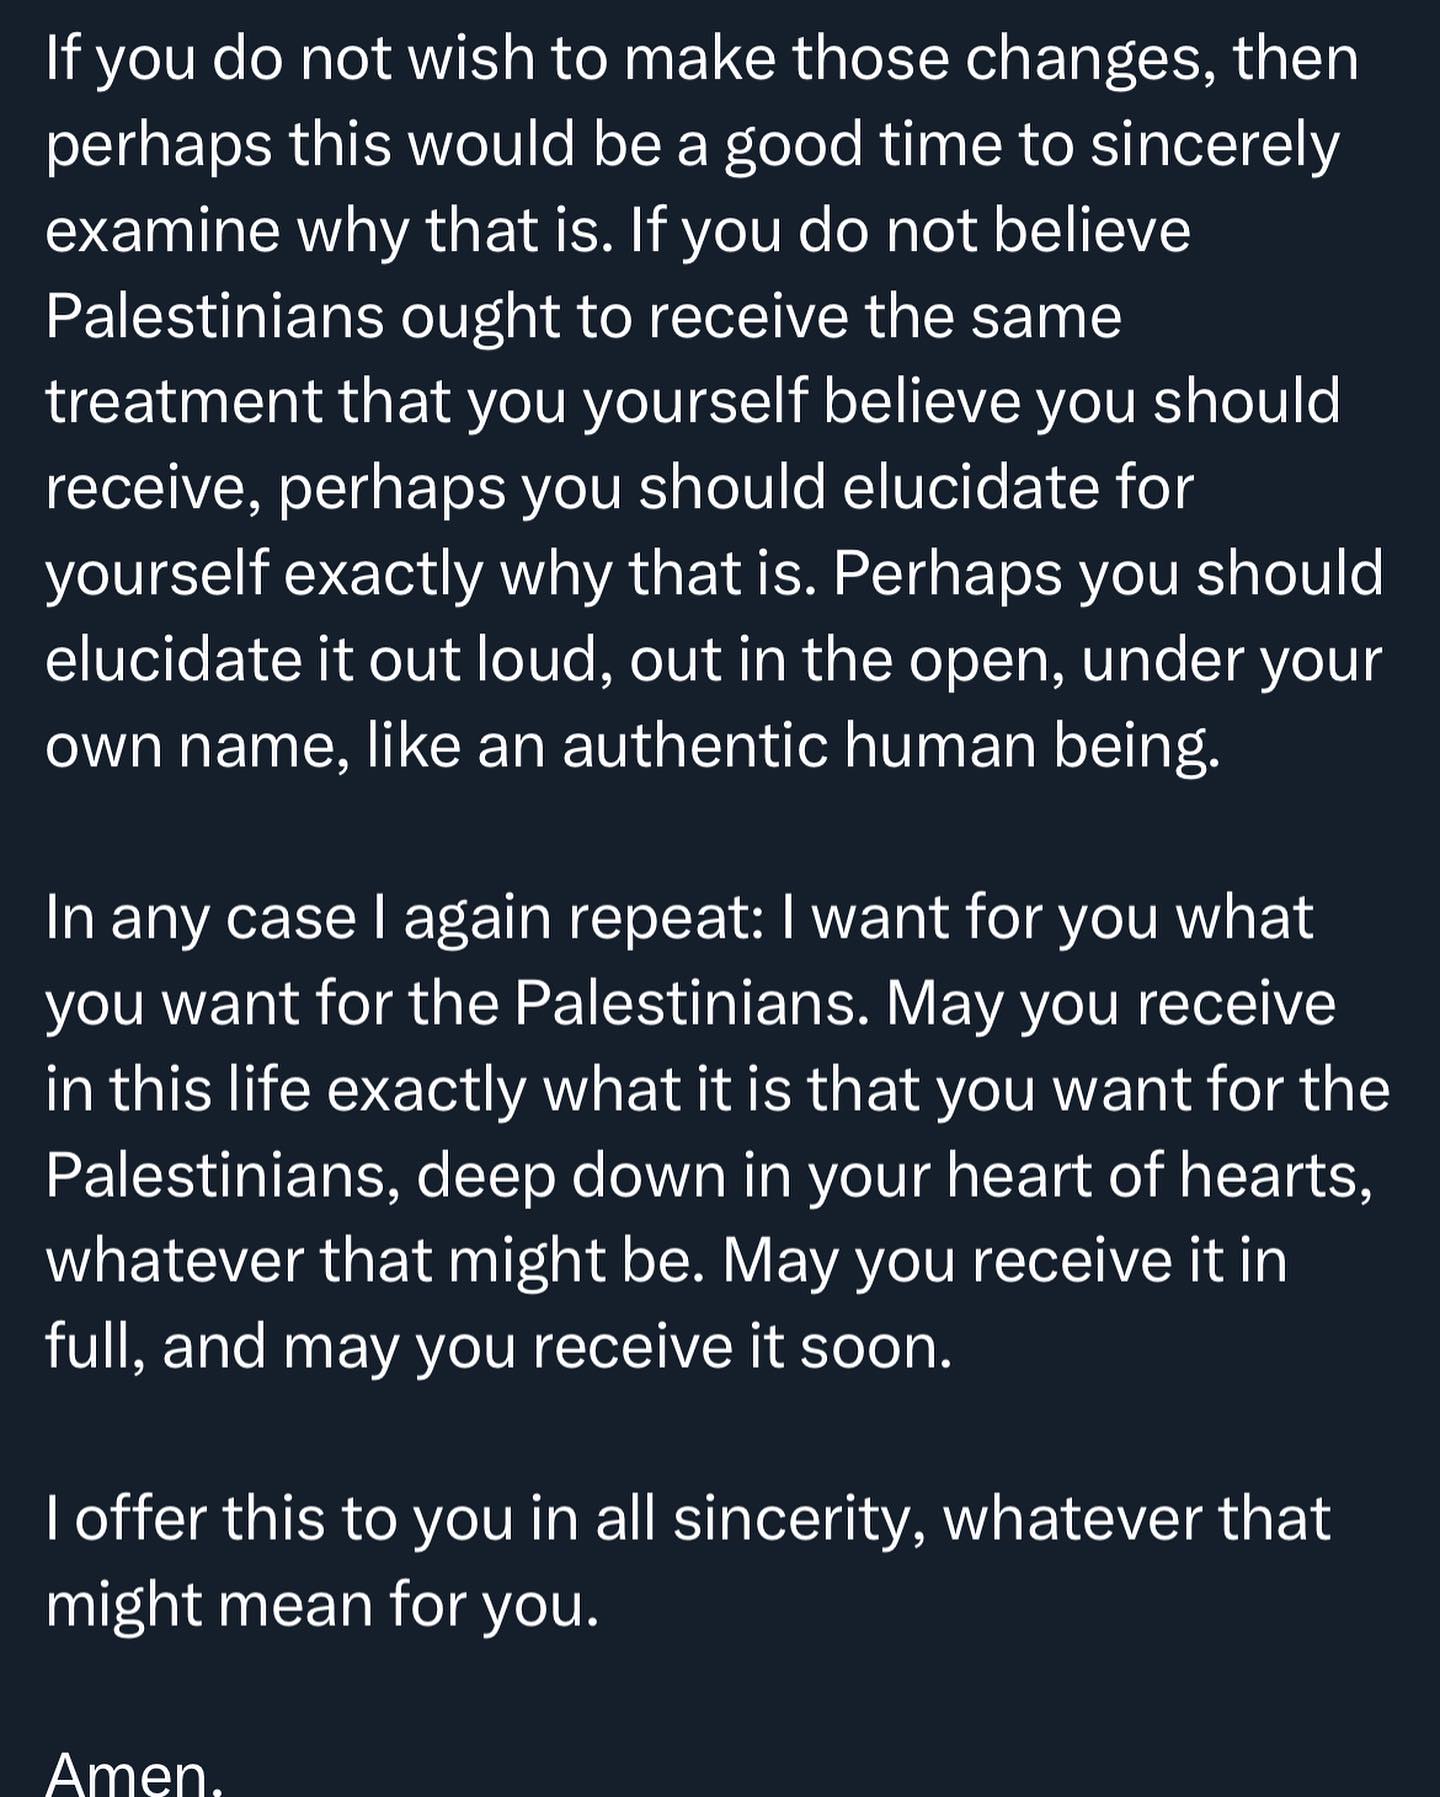 If you do not wish to make those changes, then
perhaps this would be a good time to sincerely
examine why that is. If you do not believe
Palestinians ought to receive the same
treatment that you yourself believe you should
receive, perhaps you should elucidate for
yourself exactly why that is. Perhaps you should
elucidate it out loud, out in the open, under your
own name, like an authentic human being.
In any case I again repeat: I want for you what
you want for the Palestinians. May you receive
in this life exactly what it is that you want for the
Palestinians, deep down in your heart of hearts,
whatever that might be. May you receive it in
full, and may you receive it soon.
I offer this to you in all sincerity, whatever that
might mean for you.
Amen.